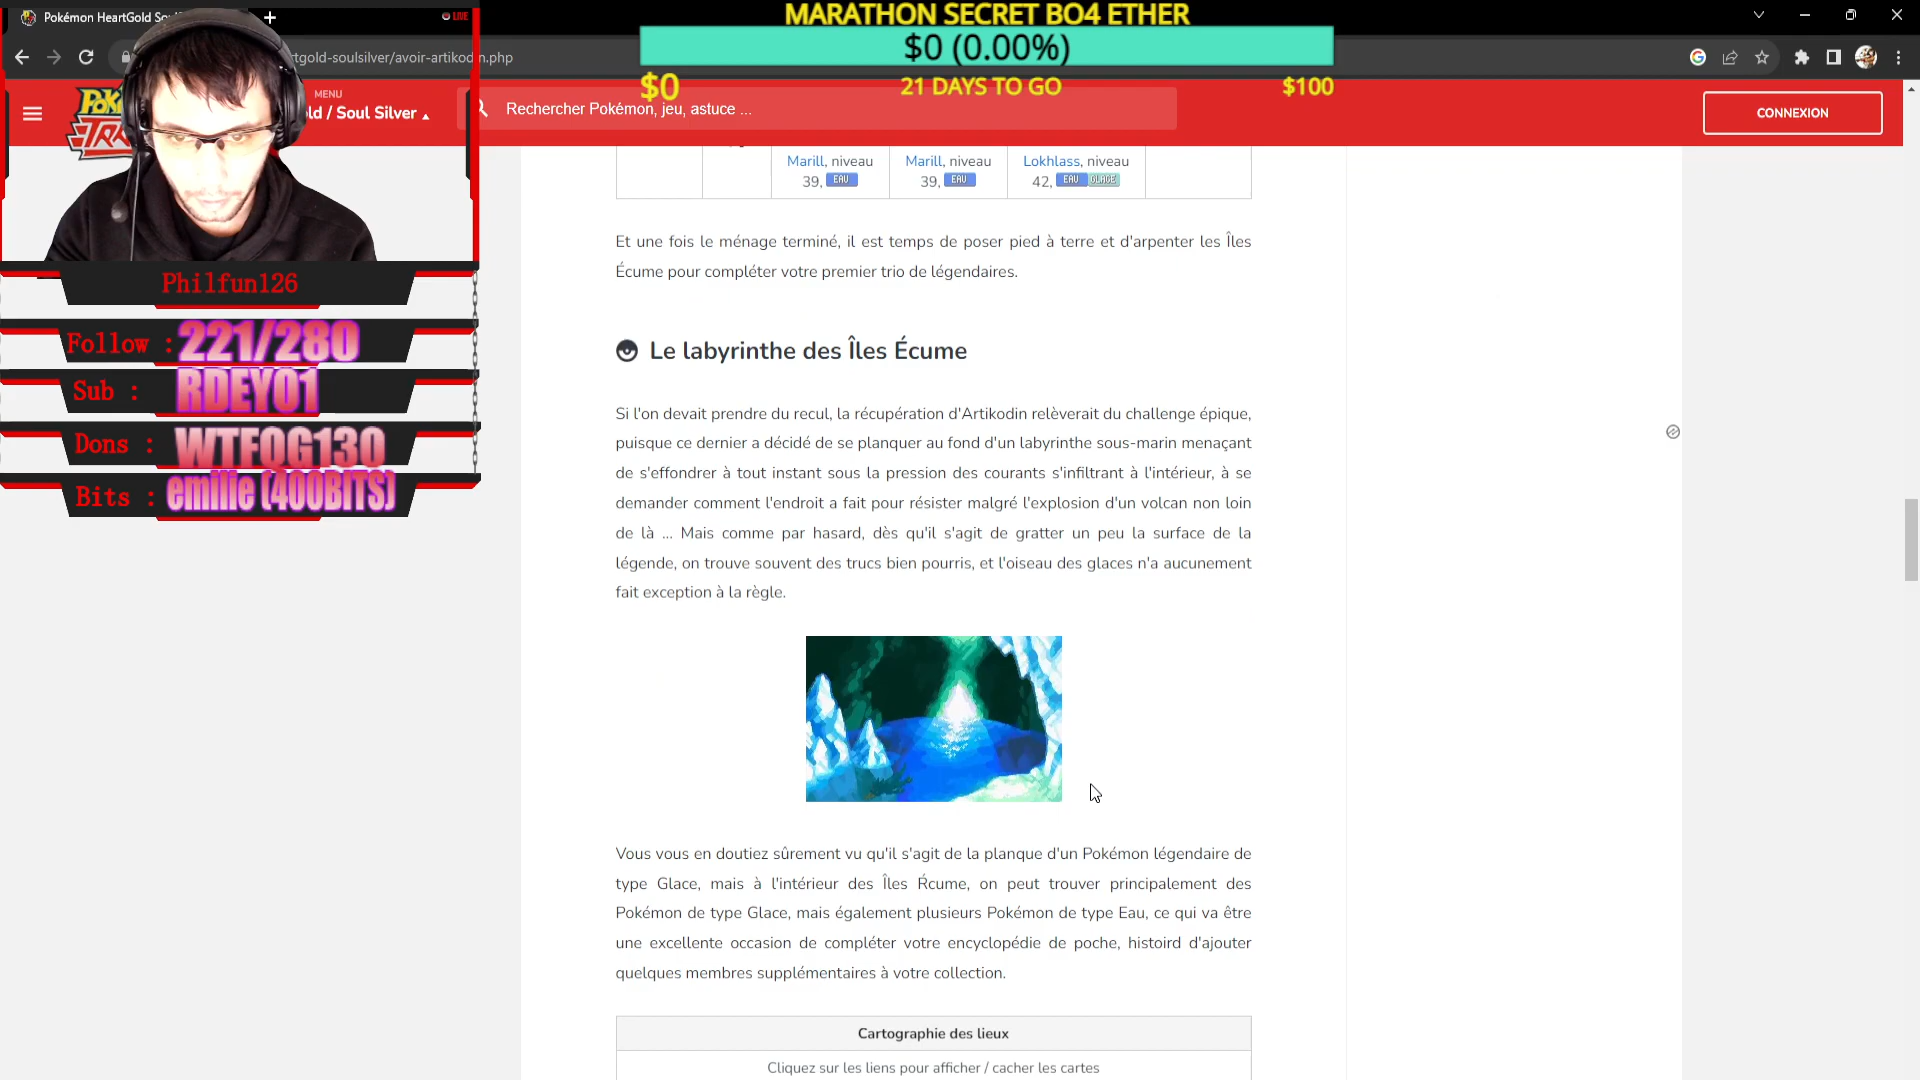 MARATHON SECRET BO4 ETHER
$0 (0.00%)
$0
21 DAYS TO GO
$100
Pokémon HeartGold So
LIVE
tgold-soulsilver/avoir-artikodin.php
MENU
ld / Soul Silver
Rechercher Pokémon, jeu, astuce ...
CONNEXION
Philfun126
Follow : 221/280
Sub : RDEY01
Dons : WTFQG130
Bits : emilie (400BITS)
Marill, niveau
39, EAU
Marill, niveau
39, EAU
Lokhlass, niveau
42, EAU GLACE
Et une fois le ménage terminé, il est temps de poser pied à terre et d'arpenter les Îles
Écume pour compléter votre premier trio de légendaires.
Le labyrinthe des Îles Écume
Si l'on devait prendre du recul, la récupération d'Artikodin relèverait du challenge épique,
puisque ce dernier a décidé de se planquer au fond d'un labyrinthe sous-marin menaçant
de s'effondrer à tout instant sous la pression des courants s'infiltrant à l'intérieur, à se
demander comment l'endroit a fait pour résister malgré l'explosion d'un volcan non loin
de là ... Mais comme par hasard, dès qu'il s'agit de gratter un peu la surface de la
légende, on trouve souvent des trucs bien pourris, et l'oiseau des glaces n'a aucunement
fait exception à la règle.
Vous vous en doutiez sûrement vu qu'il s'agit de la planque d'un Pokémon légendaire de
type Glace, mais à l'intérieur des Îles Ŕcume, on peut trouver principalement des
Pokémon de type Glace, mais également plusieurs Pokémon de type Eau, ce qui va être
une excellente occasion de compléter votre encyclopédie de poche, histoird d'ajouter
quelques membres supplémentaires à votre collection.
Cartographie des lieux
Cliquez sur les liens pour afficher / cacher les cartes